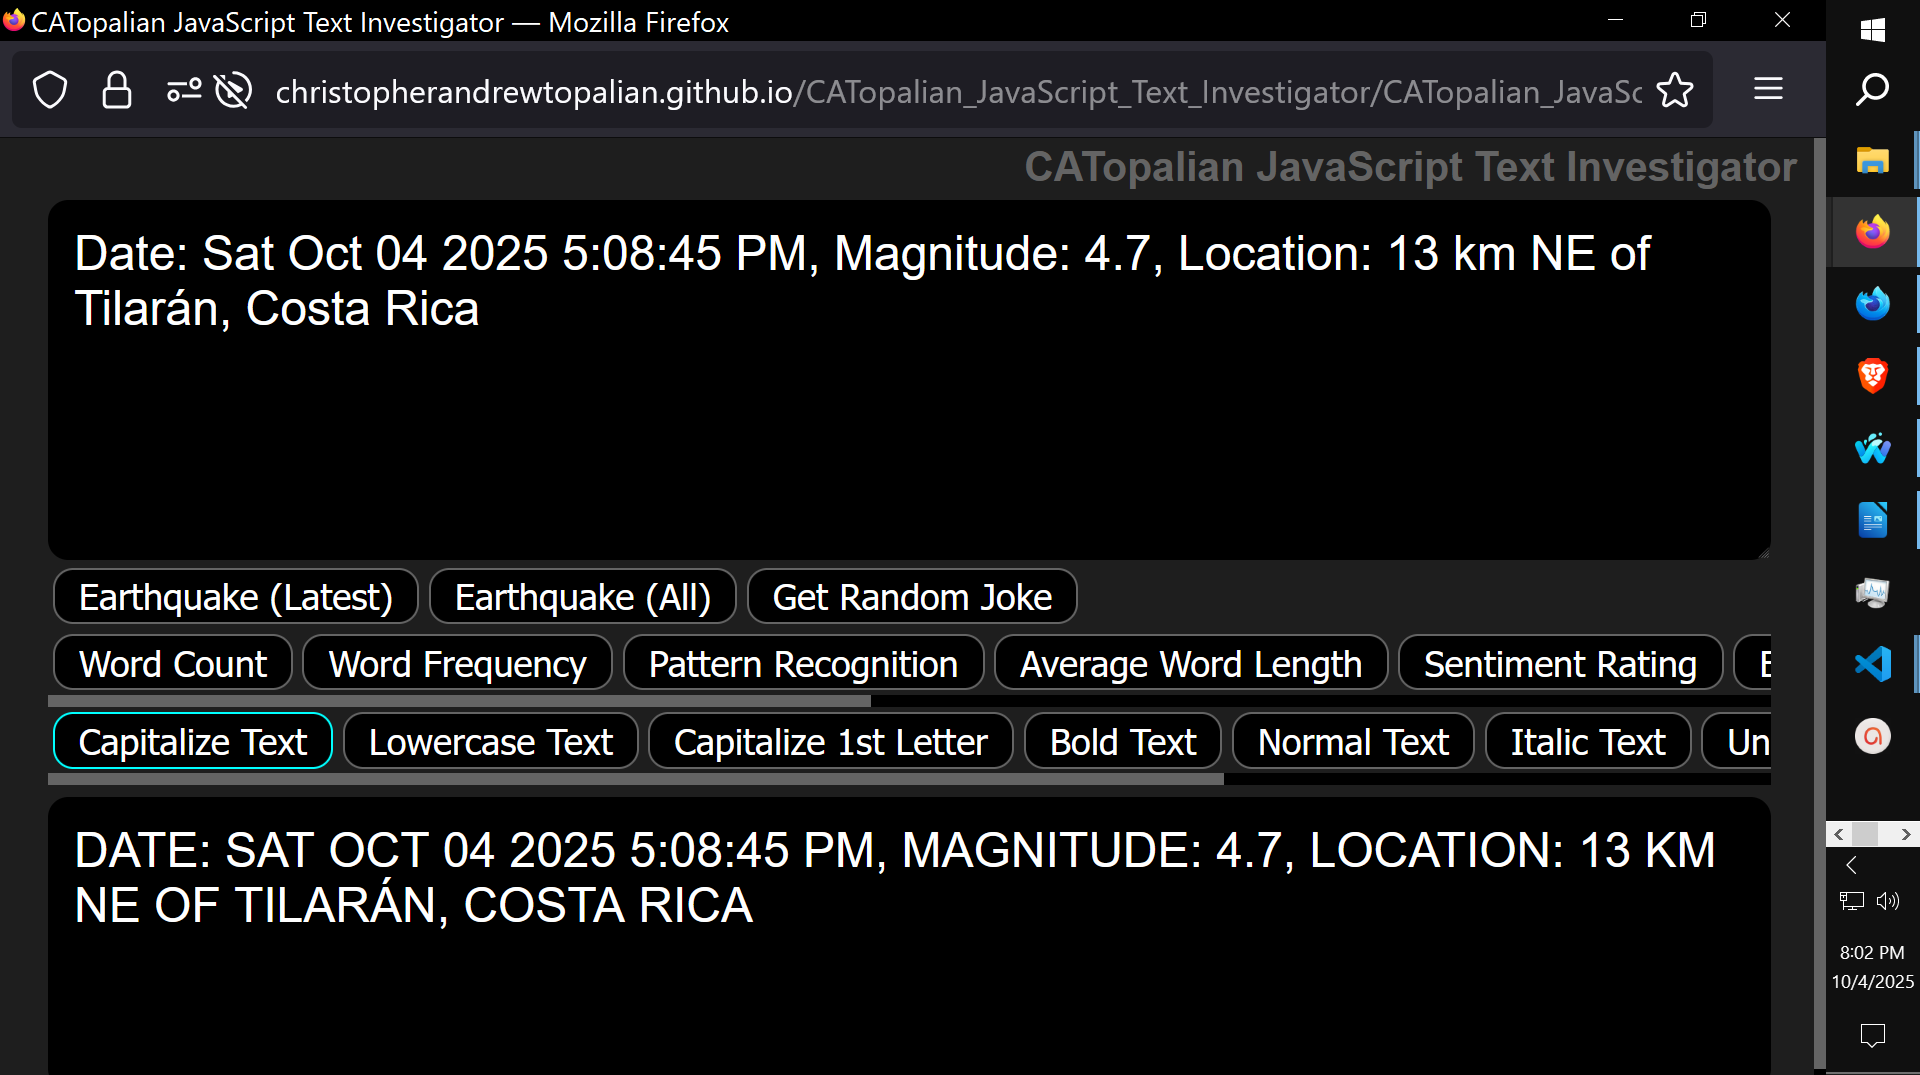 CATopalian JavaScript Text Investigator — Mozilla Firefox
christopherandrewtopalian.github.io/CATopalian_JavaScript_Text_Investigator/CATopalian_JavaSc
CATopalian JavaScript Text Investigator
Date: Sat Oct 04 2025 5:08:45 PM, Magnitude: 4.7, Location: 13 km NE of
Tilarán, Costa Rica
Earthquake (Latest) Earthquake (All) Get Random Joke
Word Count Word Frequency Pattern Recognition Average Word Length Sentiment Rating
Capitalize Text Lowercase Text Capitalize 1st Letter Bold Text Normal Text Italic Text Un
DATE: SAT OCT 04 2025 5:08:45 PM, MAGNITUDE: 4.7, LOCATION: 13 KM
NE OF TILARÁN, COSTA RICA
8:02 PM
10/4/2025